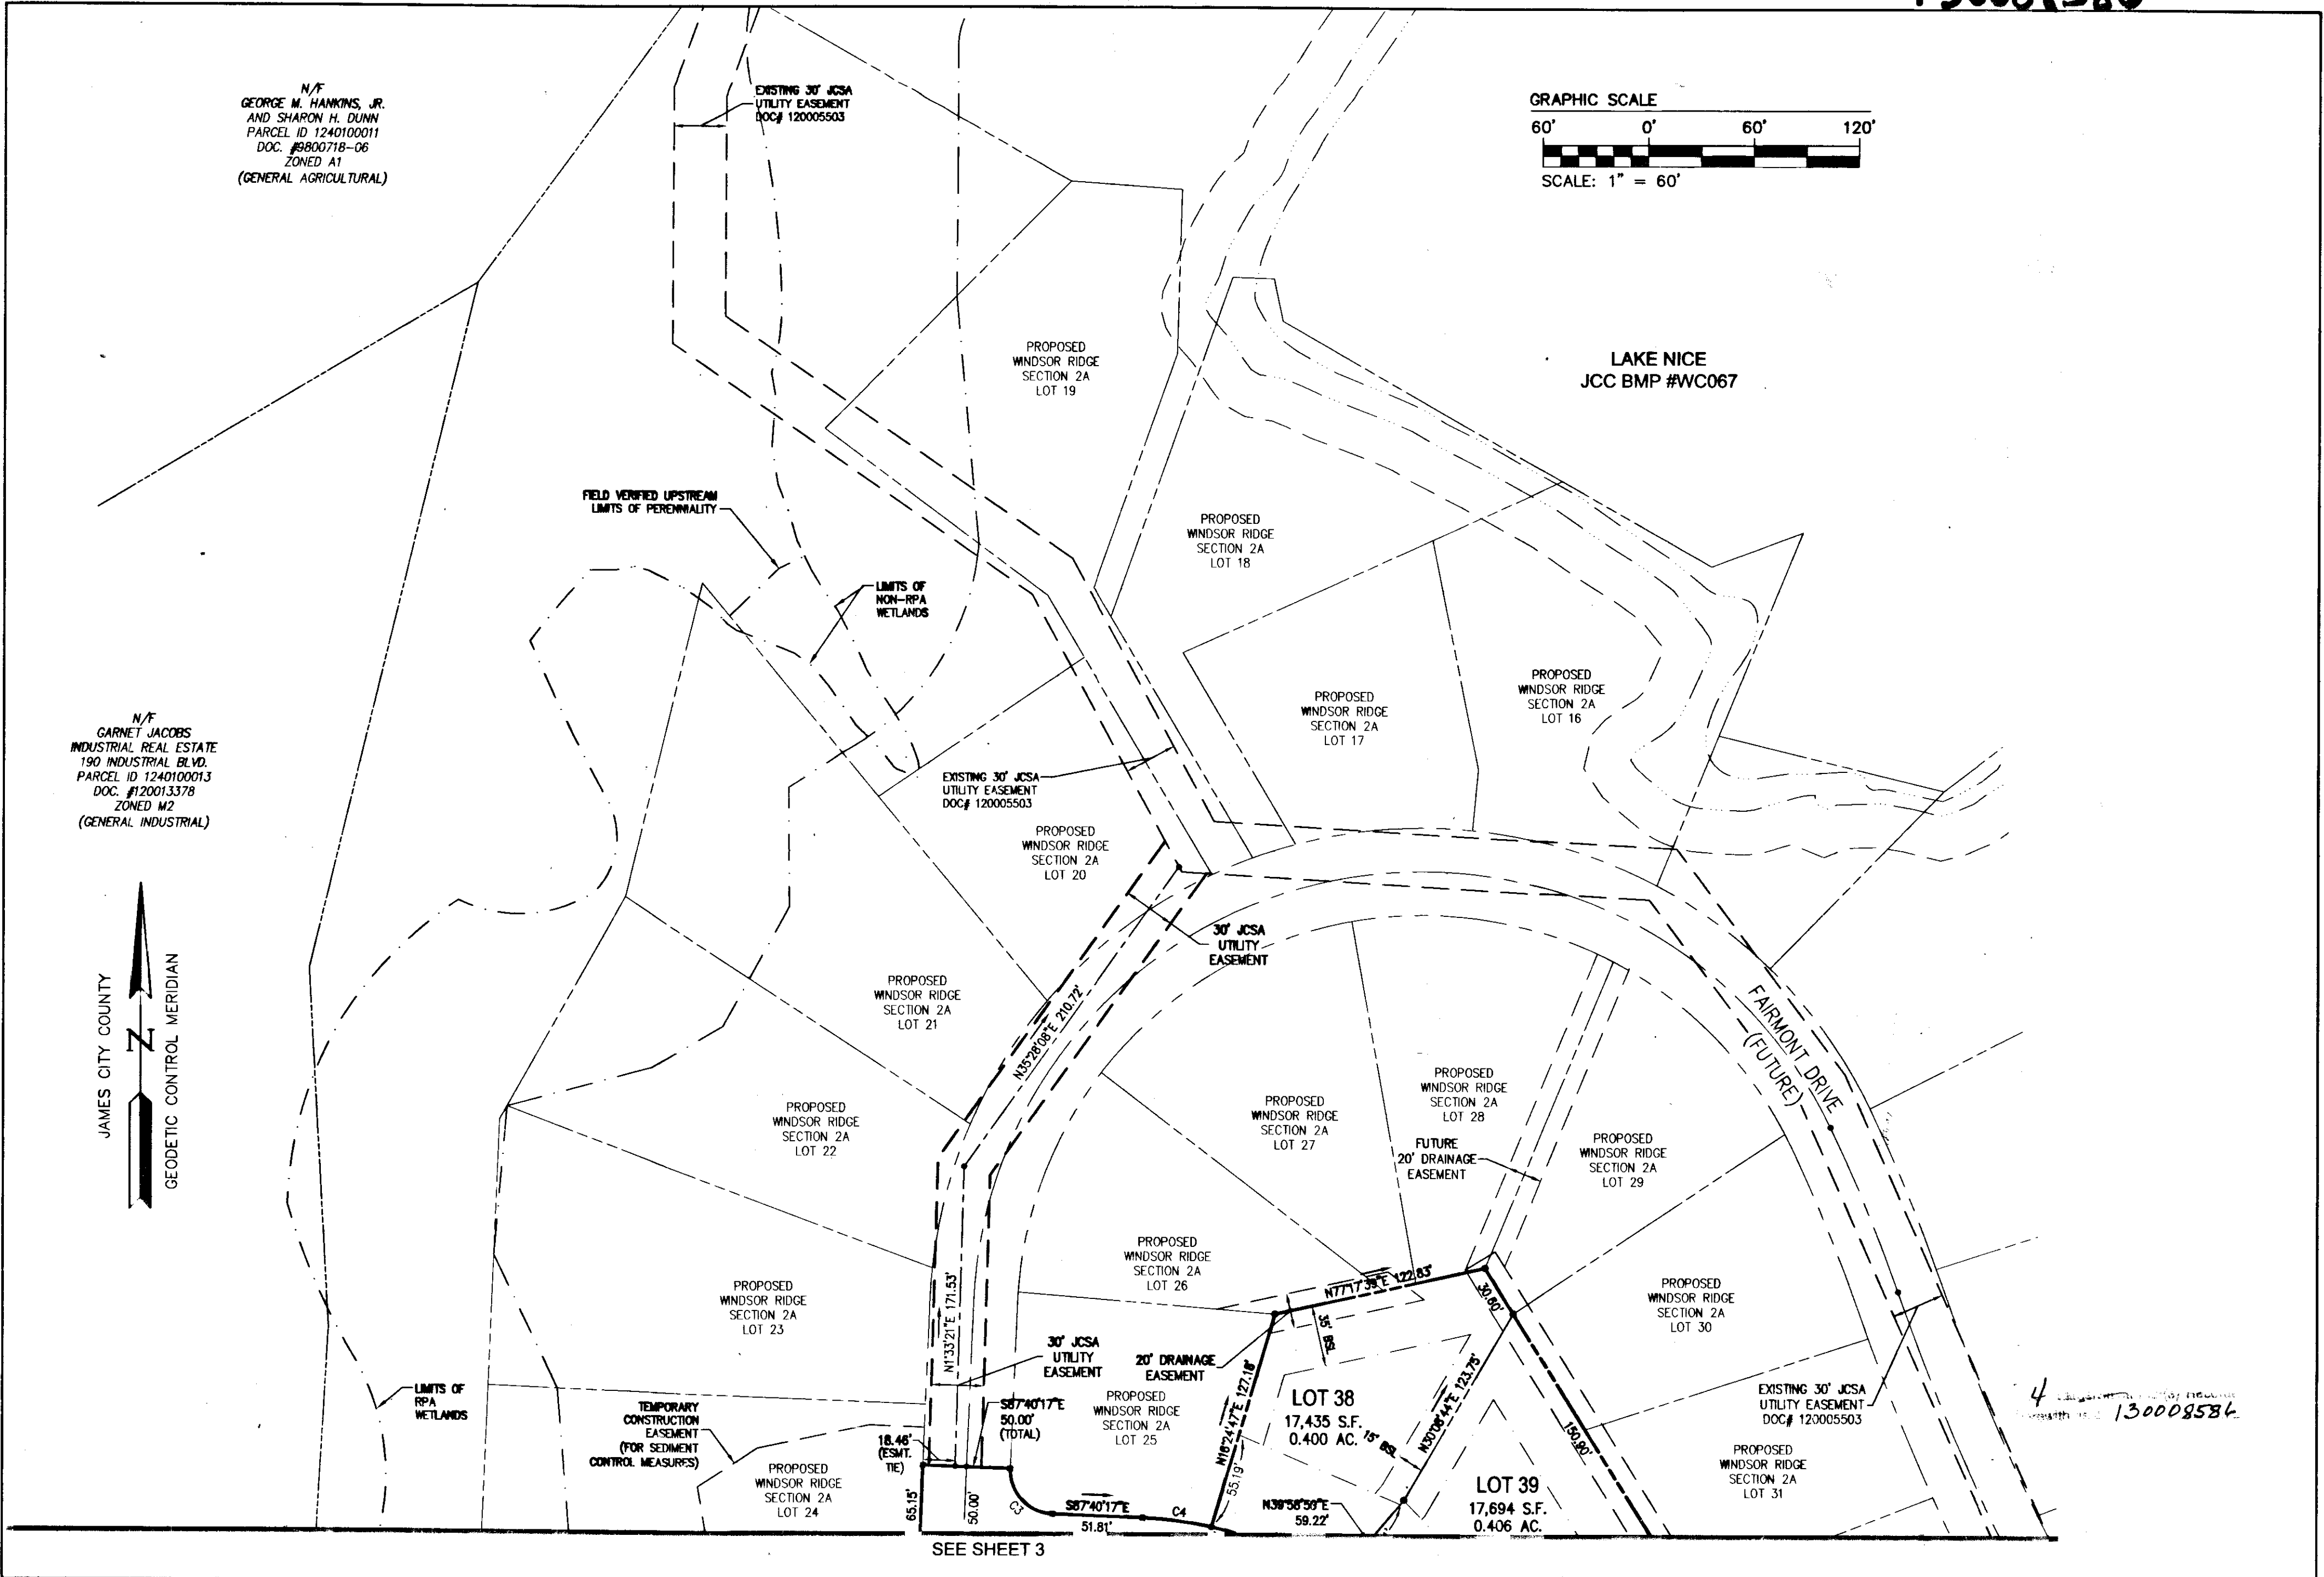 N/F
GEORGE M. HANKINS, JR.
AND SHARON H. DUNN
PARCEL ID 1240100011
DOC. #9800718-06
ZONED A1
(GENERAL AGRICULTURAL)
EXISTING 30' JCSA
UTILITY EASEMENT
DOC# 120005503
GRAPHIC SCALE
60' 0' 60' 120'
SCALE: 1" = 60'
LAKE NICE
JCC BMP #WC067
PROPOSED
WINDSOR RIDGE
SECTION 2A
LOT 19
FIELD VERIFIED UPSTREAM
LIMITS OF PERENNIALITY
LIMITS OF
NON-RPA
WETLANDS
PROPOSED
WINDSOR RIDGE
SECTION 2A
LOT 18
PROPOSED
WINDSOR RIDGE
SECTION 2A
LOT 17
PROPOSED
WINDSOR RIDGE
SECTION 2A
LOT 16
N/F
GARNET JACOBS
INDUSTRIAL REAL ESTATE
190 INDUSTRIAL BLVD.
PARCEL ID 1240100013
DOC. #120013378
ZONED M2
(GENERAL INDUSTRIAL)
EXISTING 30' JCSA
UTILITY EASEMENT
DOC# 120005503
PROPOSED
WINDSOR RIDGE
SECTION 2A
LOT 20
30' JCSA
UTILITY
EASEMENT
JAMES CITY COUNTY
N
GEODETIC CONTROL MERIDIAN
PROPOSED
WINDSOR RIDGE
SECTION 2A
LOT 21
N35°28'08"E 210.72'
FAIRMONT DRIVE
(FUTURE)
PROPOSED
WINDSOR RIDGE
SECTION 2A
LOT 22
PROPOSED
WINDSOR RIDGE
SECTION 2A
LOT 27
PROPOSED
WINDSOR RIDGE
SECTION 2A
LOT 28
FUTURE
20' DRAINAGE
EASEMENT
PROPOSED
WINDSOR RIDGE
SECTION 2A
LOT 29
PROPOSED
WINDSOR RIDGE
SECTION 2A
LOT 26
PROPOSED
WINDSOR RIDGE
SECTION 2A
LOT 23
N1°33'21"E 171.53'
N77°17'39"E 122.83'
30.60'
35' BSL
PROPOSED
WINDSOR RIDGE
SECTION 2A
LOT 30
30' JCSA
UTILITY
EASEMENT
20' DRAINAGE
EASEMENT
N16°24'47"E 127.18'
55.19'
LOT 38
17,435 S.F.
0.400 AC.
15' BSL
N30°08'44"E 123.75'
150.90'
EXISTING 30' JCSA
UTILITY EASEMENT
DOC# 120005503
LIMITS OF
RPA
WETLANDS
TEMPORARY
CONSTRUCTION
EASEMENT
(FOR SEDIMENT
CONTROL MEASURES)
S87°40'17"E
50.00'
(TOTAL)
18.46'
(ESMT.
TIE)
PROPOSED
WINDSOR RIDGE
SECTION 2A
LOT 25
4
130008586
PROPOSED
WINDSOR RIDGE
SECTION 2A
LOT 24
65.15'
50.00'
C3
S87°40'17"E
51.81'
C4
N39°58'50"E
59.22'
LOT 39
17,694 S.F.
0.406 AC.
PROPOSED
WINDSOR RIDGE
SECTION 2A
LOT 31
SEE SHEET 3